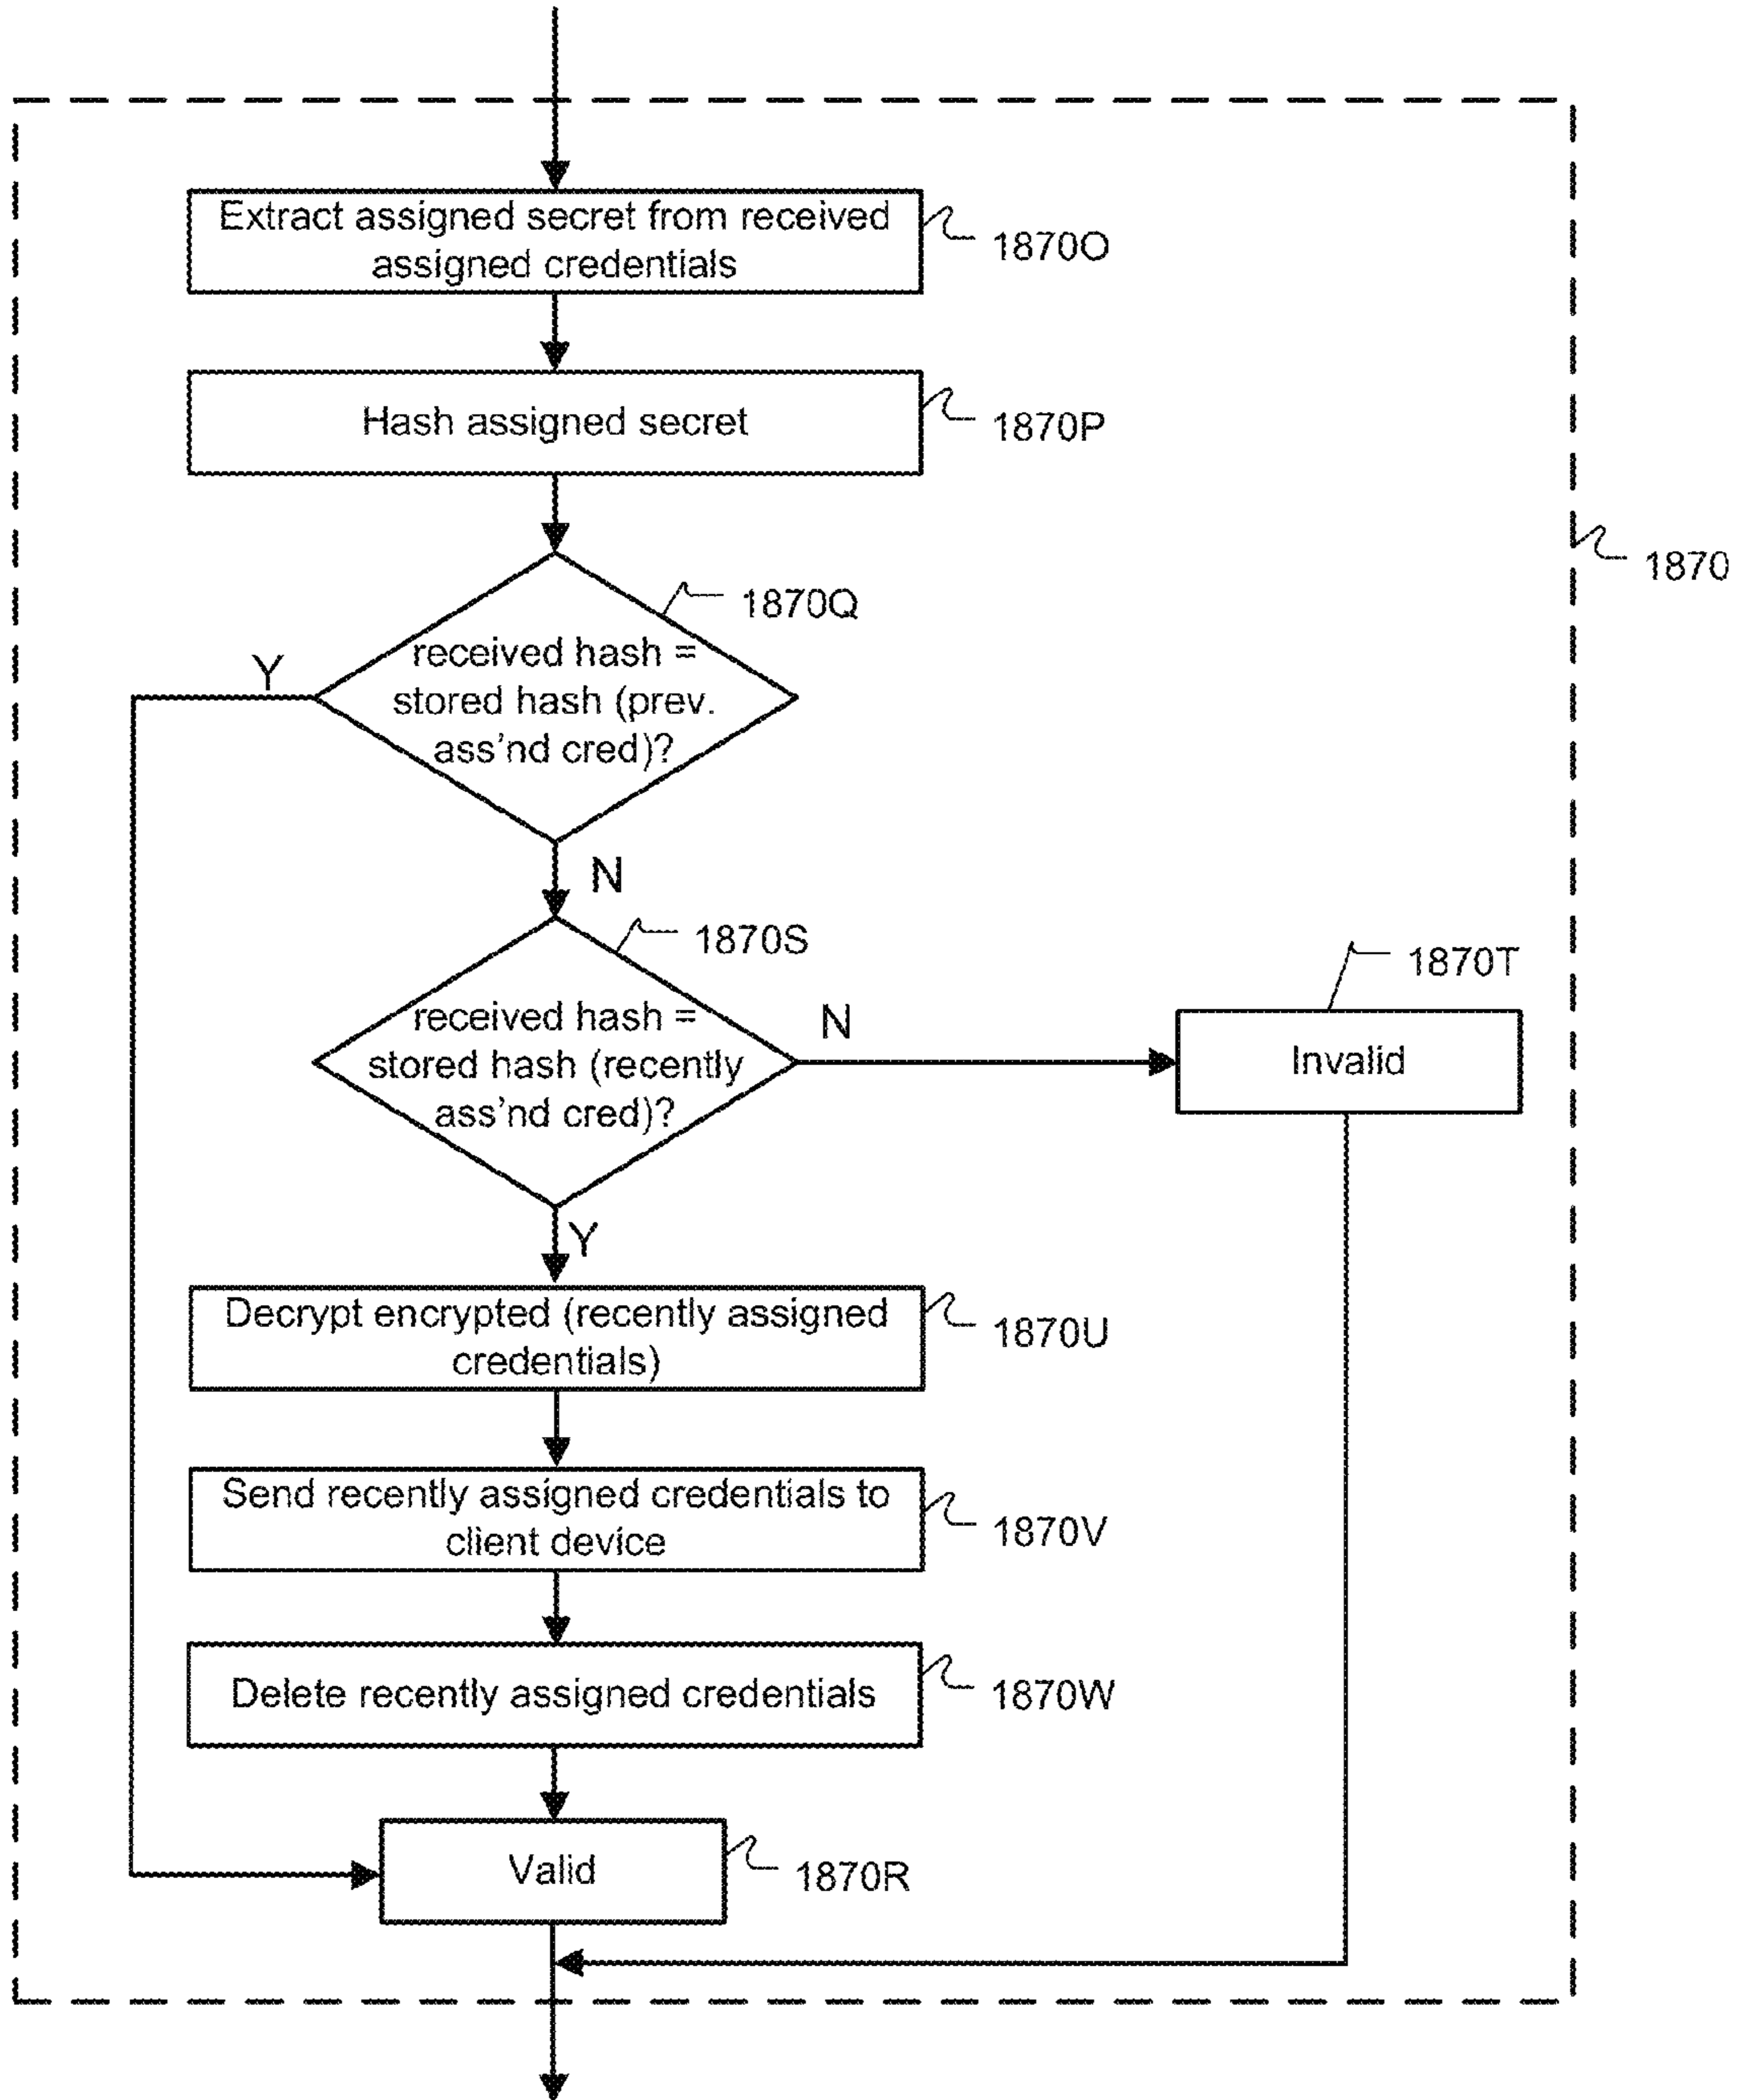 Extract assigned secret from received
assigned credentials
1870O
Hash assigned secret
1870P
1870
1870Q
received hash =
stored hash (prev.
ass'nd cred)?
Y
N
1870S
received hash =
stored hash (recently
ass'nd cred)?
N
1870T
Invalid
Y
Decrypt encrypted (recently assigned
credentials)
1870U
Send recently assigned credentials to
client device
1870V
Delete recently assigned credentials
1870W
Valid
1870R